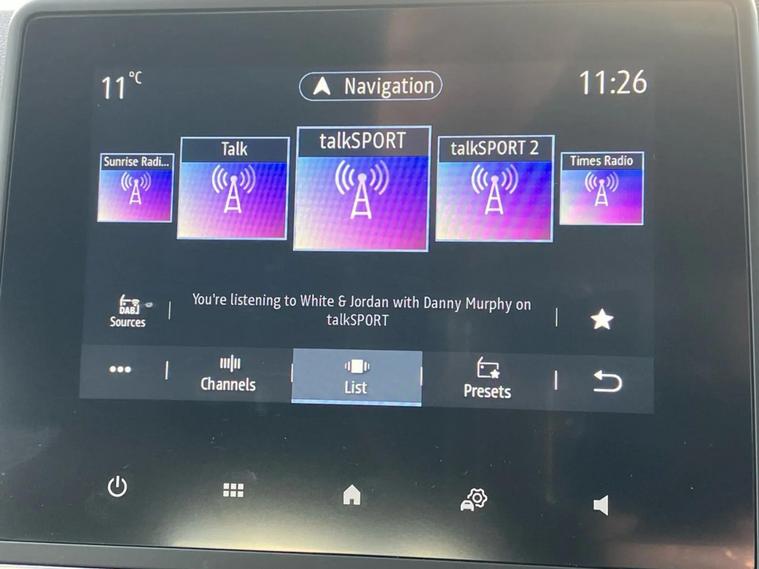 11°C
Navigation
11:26
Sunrise Radi...
Talk
talkSPORT
talkSPORT 2
Times Radio
DAB
Sources
You're listening to White & Jordan with Danny Murphy on
talkSPORT
Channels
List
Presets